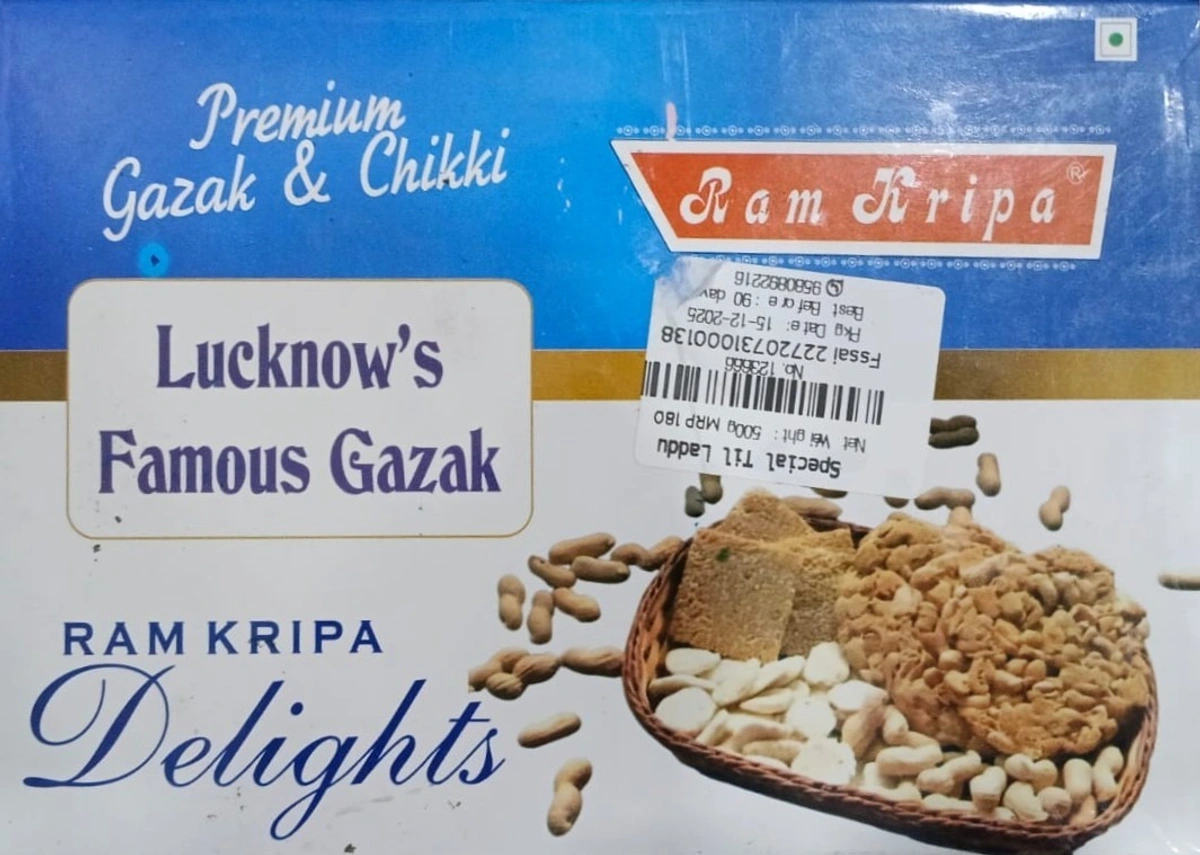 Premium
Gazak & Chikki
Ram Kripa®
Lucknow's
Famous Gazak
Special Til Laddu
Net Weight: 500g MRP 180
No. 123666
Fssai 22720731000138
Pkg Date: 15-12-2025
Best Before: 90 day
9580892216
RAM KRIPA
Delights